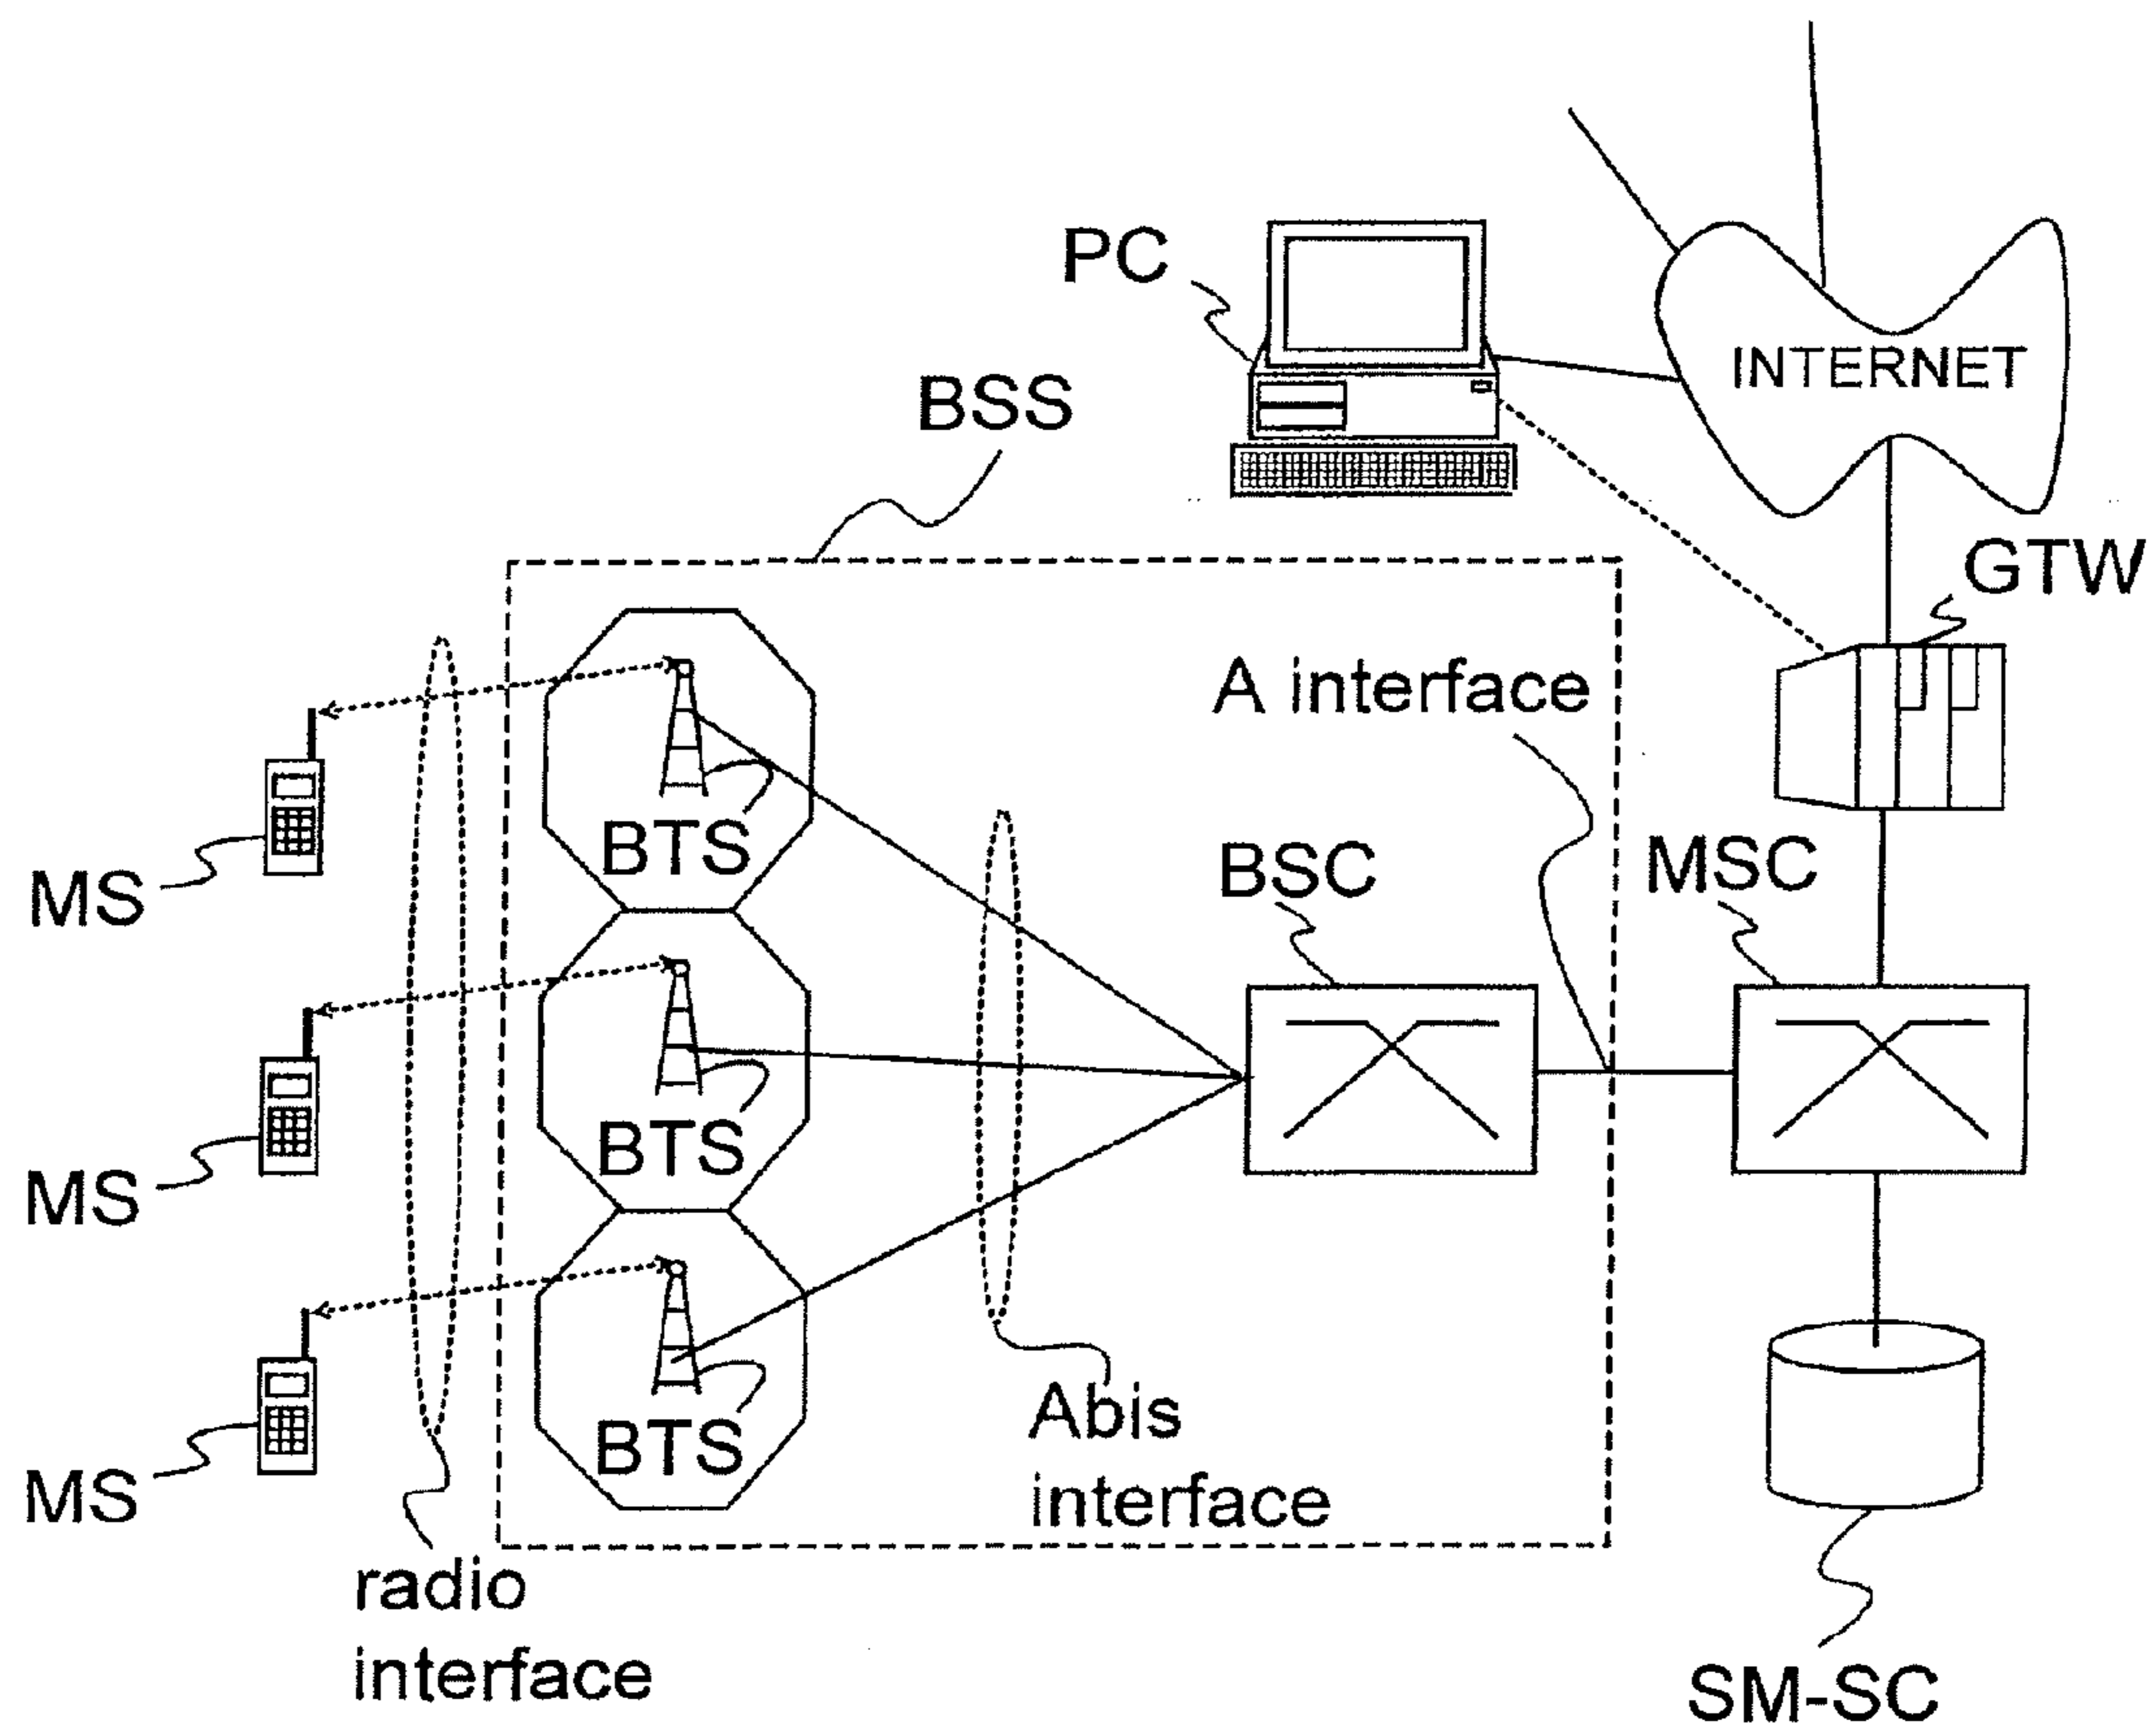 PC
INTERNET
BSS
GTW
A interface
BTS
BSC
MSC
MS
BTS
MS
Abis
interface
BTS
MS
radio
interface
SM-SC